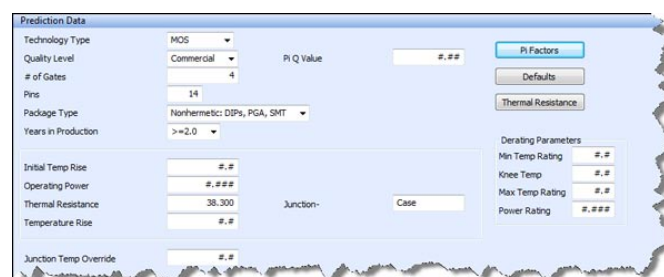 Prediction Data
Technology Type MOS
Quality Level Commercial Pi Q Value #.## Pi Factors
# of Gates 4 Defaults
Pins 14 Thermal Resistance
Package Type Nonhermetic: DIPs, PGA, SMT
Years in Production >=2.0
Derating Parameters
Min Temp Rating #.#
Initial Temp Rise #.# Knee Temp #.#
Operating Power #.### Max Temp Rating #.#
Thermal Resistance 38.300 Junction- Case Power Rating #.###
Temperature Rise #.#
Junction Temp Override #.#